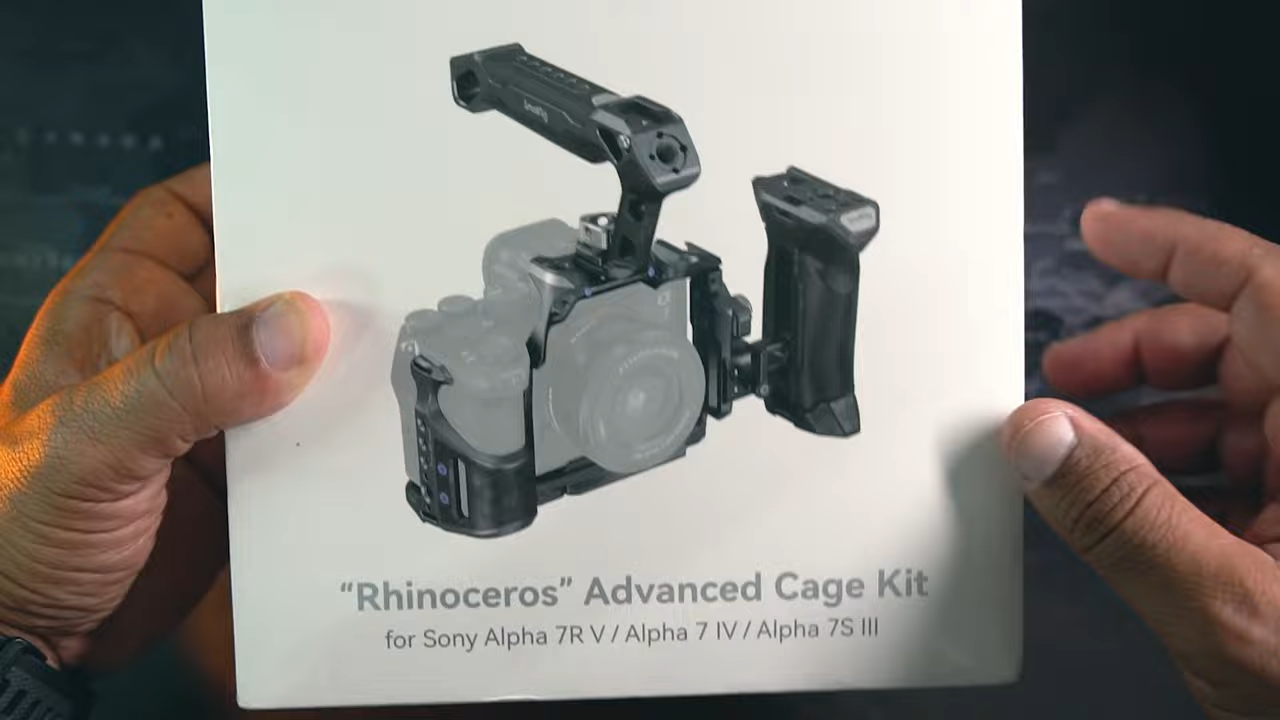 “Rhinoceros” Advanced Cage Kit
for Sony Alpha 7R V / Alpha 7 IV / Alpha 7S III